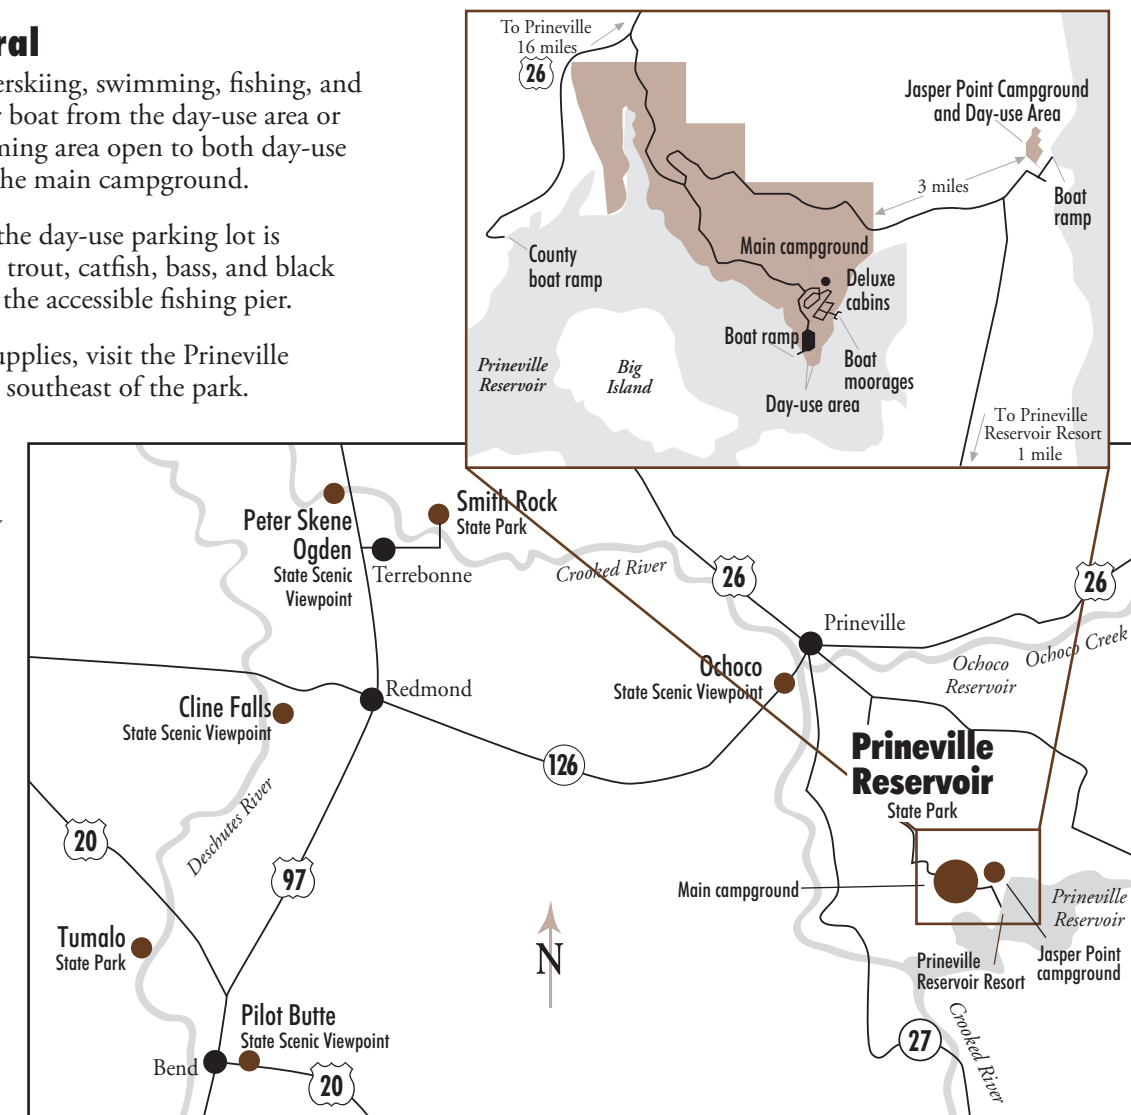 ral
erskiing, swimming, fishing, and
r boat from the day-use area or
ming area open to both day-use
he main campground.
the day-use parking lot is
trout, catfish, bass, and black
the accessible fishing pier.
upplies, visit the Prineville
southeast of the park.
To Prineville
16 miles
26
Jasper Point Campground
and Day-use Area
3 miles
Boat
ramp
County
boat ramp
Main campground
Deluxe
cabins
Boat ramp
Boat
moorages
Day-use area
Prineville
Reservoir
Big
Island
To Prineville
Reservoir Resort
1 mile
Peter Skene
Ogden
State Scenic
Viewpoint
Smith Rock
State Park
Terrebonne
Crooked River
26
26
Prineville
Ochoco
State Scenic Viewpoint
Ochoco
Reservoir
Ochoco Creek
Redmond
Cline Falls
State Scenic Viewpoint
126
Prineville
Reservoir
State Park
Deschutes River
20
97
Main campground
Prineville
Reservoir
Tumalo
State Park
N
Prineville
Reservoir Resort
Jasper Point
campground
Pilot Butte
State Scenic Viewpoint
Bend
20
27
Crooked River